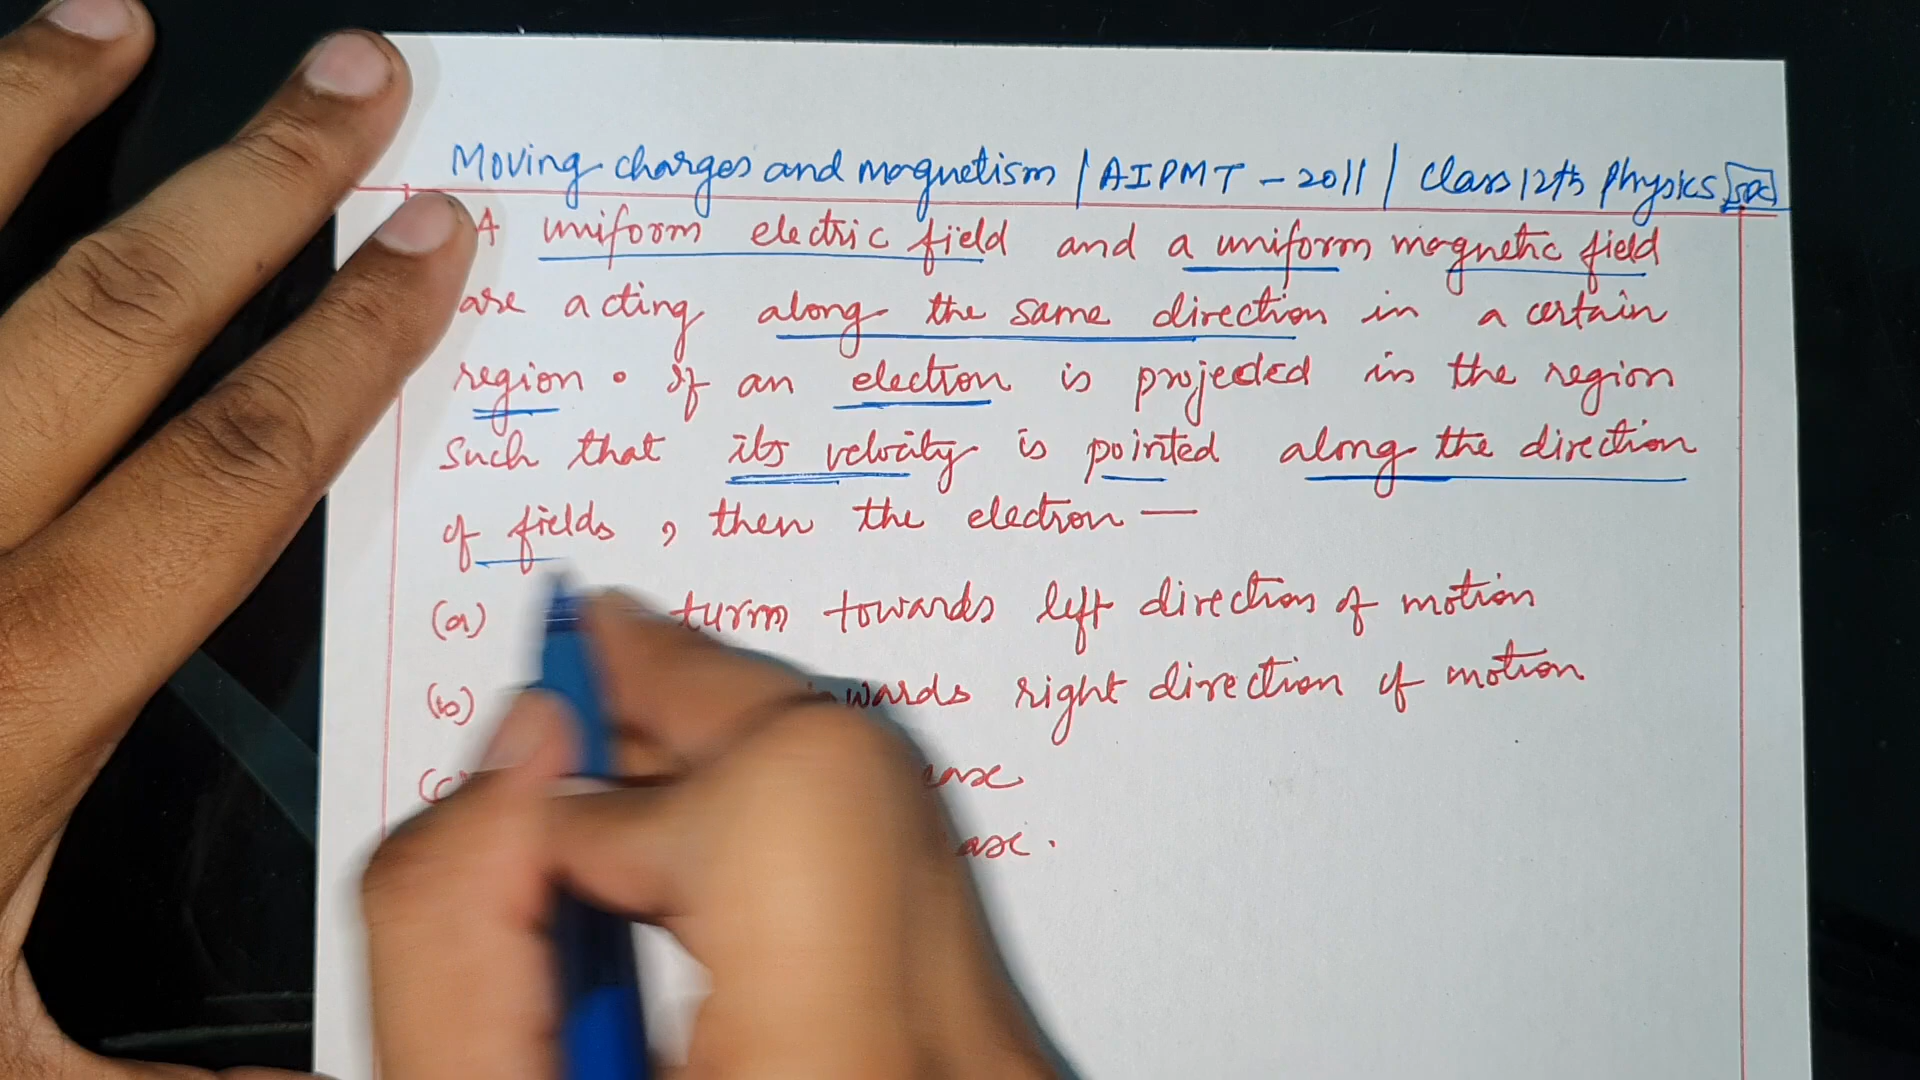 Moving charges and magnetism | AIPMT - 2011 | Class 12th Physics
A uniform electric field and a uniform magnetic field
are acting along the same direction in a certain
region. If an electron is projected in the region
Such that its velocity is pointed along the direction
of fields, then the electron —
(a) turn towards left direction of motion
(b) wards right direction of motion.
(c) ase
ase.